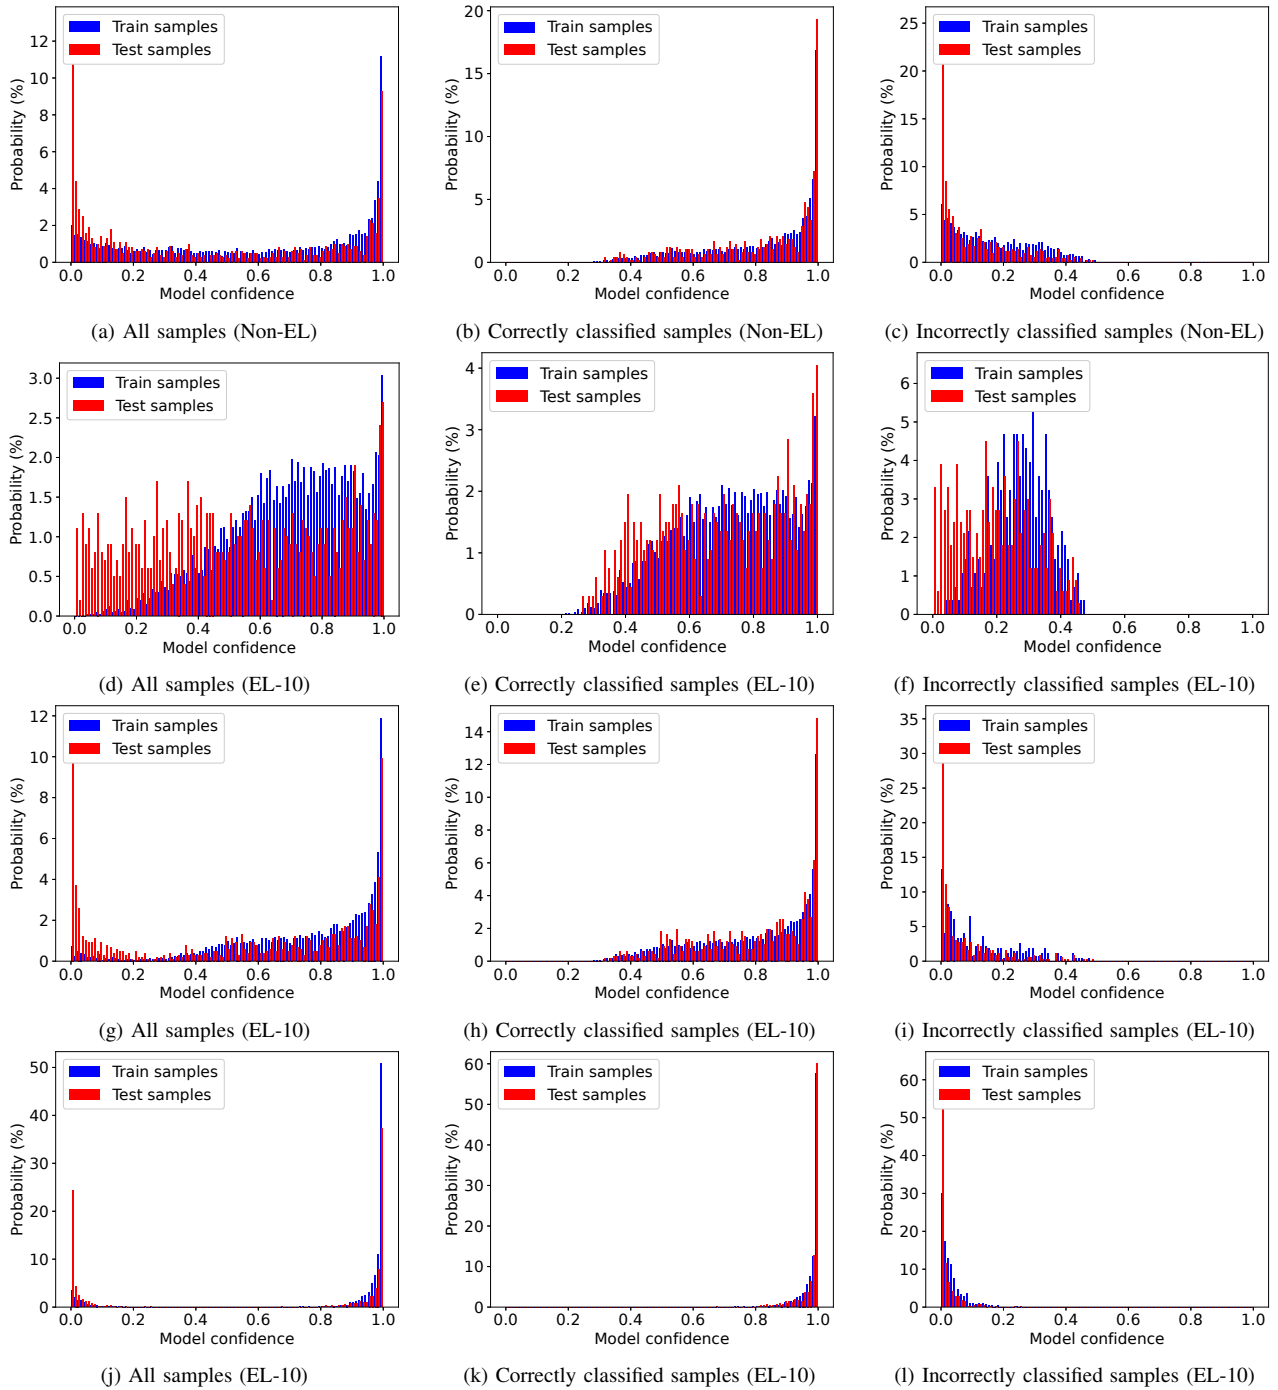 Train samples
Test samples
Probability (%)
0
2
4
6
8
10
12
0.0 0.2 0.4 0.6 0.8 1.0
Model confidence
(a) All samples (Non-EL)
Train samples
Test samples
Probability (%)
0
5
10
15
20
0.0 0.2 0.4 0.6 0.8 1.0
Model confidence
(b) Correctly classified samples (Non-EL)
Train samples
Test samples
Probability (%)
0
5
10
15
20
25
0.0 0.2 0.4 0.6 0.8 1.0
Model confidence
(c) Incorrectly classified samples (Non-EL)
Train samples
Test samples
Probability (%)
0.0
0.5
1.0
1.5
2.0
2.5
3.0
0.0 0.2 0.4 0.6 0.8 1.0
Model confidence
(d) All samples (EL-10)
Train samples
Test samples
Probability (%)
0
1
2
3
4
0.0 0.2 0.4 0.6 0.8 1.0
Model confidence
(e) Correctly classified samples (EL-10)
Train samples
Test samples
Probability (%)
0
1
2
3
4
5
6
0.0 0.2 0.4 0.6 0.8 1.0
Model confidence
(f) Incorrectly classified samples (EL-10)
Train samples
Test samples
Probability (%)
0
2
4
6
8
10
12
0.0 0.2 0.4 0.6 0.8 1.0
Model confidence
(g) All samples (EL-10)
Train samples
Test samples
Probability (%)
0
2
4
6
8
10
12
14
0.0 0.2 0.4 0.6 0.8 1.0
Model confidence
(h) Correctly classified samples (EL-10)
Train samples
Test samples
Probability (%)
0
5
10
15
20
25
30
35
0.0 0.2 0.4 0.6 0.8 1.0
Model confidence
(i) Incorrectly classified samples (EL-10)
Train samples
Test samples
Probability (%)
0
10
20
30
40
50
0.0 0.2 0.4 0.6 0.8 1.0
Model confidence
(j) All samples (EL-10)
Train samples
Test samples
Probability (%)
0
10
20
30
40
50
60
0.0 0.2 0.4 0.6 0.8 1.0
Model confidence
(k) Correctly classified samples (EL-10)
Train samples
Test samples
Probability (%)
0
10
20
30
40
50
60
0.0 0.2 0.4 0.6 0.8 1.0
Model confidence
(l) Incorrectly classified samples (EL-10)